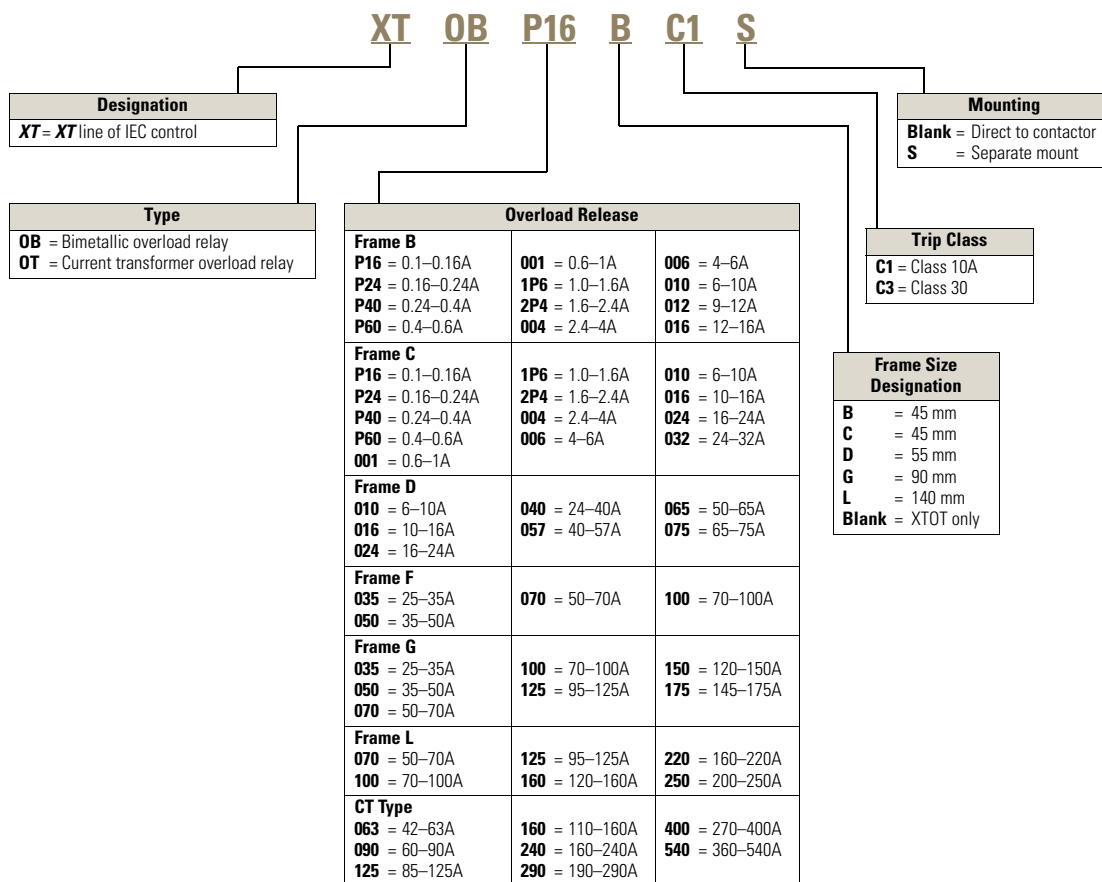 XT OB P16 B C1 S
Designation
XT = XT line of IEC control
Mounting
Blank = Direct to contactor
S = Separate mount
Type
OB = Bimetallic overload relay
OT = Current transformer overload relay
Overload Release
Frame B
P16 = 0.1–0.16A 001 = 0.6–1A 006 = 4–6A
P24 = 0.16–0.24A 1P6 = 1.0–1.6A 010 = 6–10A
P40 = 0.24–0.4A 2P4 = 1.6–2.4A 012 = 9–12A
P60 = 0.4–0.6A 004 = 2.4–4A 016 = 12–16A
Frame C
P16 = 0.1–0.16A 1P6 = 1.0–1.6A 010 = 6–10A
P24 = 0.16–0.24A 2P4 = 1.6–2.4A 016 = 10–16A
P40 = 0.24–0.4A 004 = 2.4–4A 024 = 16–24A
P60 = 0.4–0.6A 006 = 4–6A 032 = 24–32A
001 = 0.6–1A
Frame D
010 = 6–10A 040 = 24–40A 065 = 50–65A
016 = 10–16A 057 = 40–57A 075 = 65–75A
024 = 16–24A
Frame F
035 = 25–35A 070 = 50–70A 100 = 70–100A
050 = 35–50A
Frame G
035 = 25–35A 100 = 70–100A 150 = 120–150A
050 = 35–50A 125 = 95–125A 175 = 145–175A
070 = 50–70A
Frame L
070 = 50–70A 125 = 95–125A 220 = 160–220A
100 = 70–100A 160 = 120–160A 250 = 200–250A
CT Type
063 = 42–63A 160 = 110–160A 400 = 270–400A
090 = 60–90A 240 = 160–240A 540 = 360–540A
125 = 85–125A 290 = 190–290A
Trip Class
C1 = Class 10A
C3 = Class 30
Frame Size
Designation
B = 45 mm
C = 45 mm
D = 55 mm
G = 90 mm
L = 140 mm
Blank = XTOT only